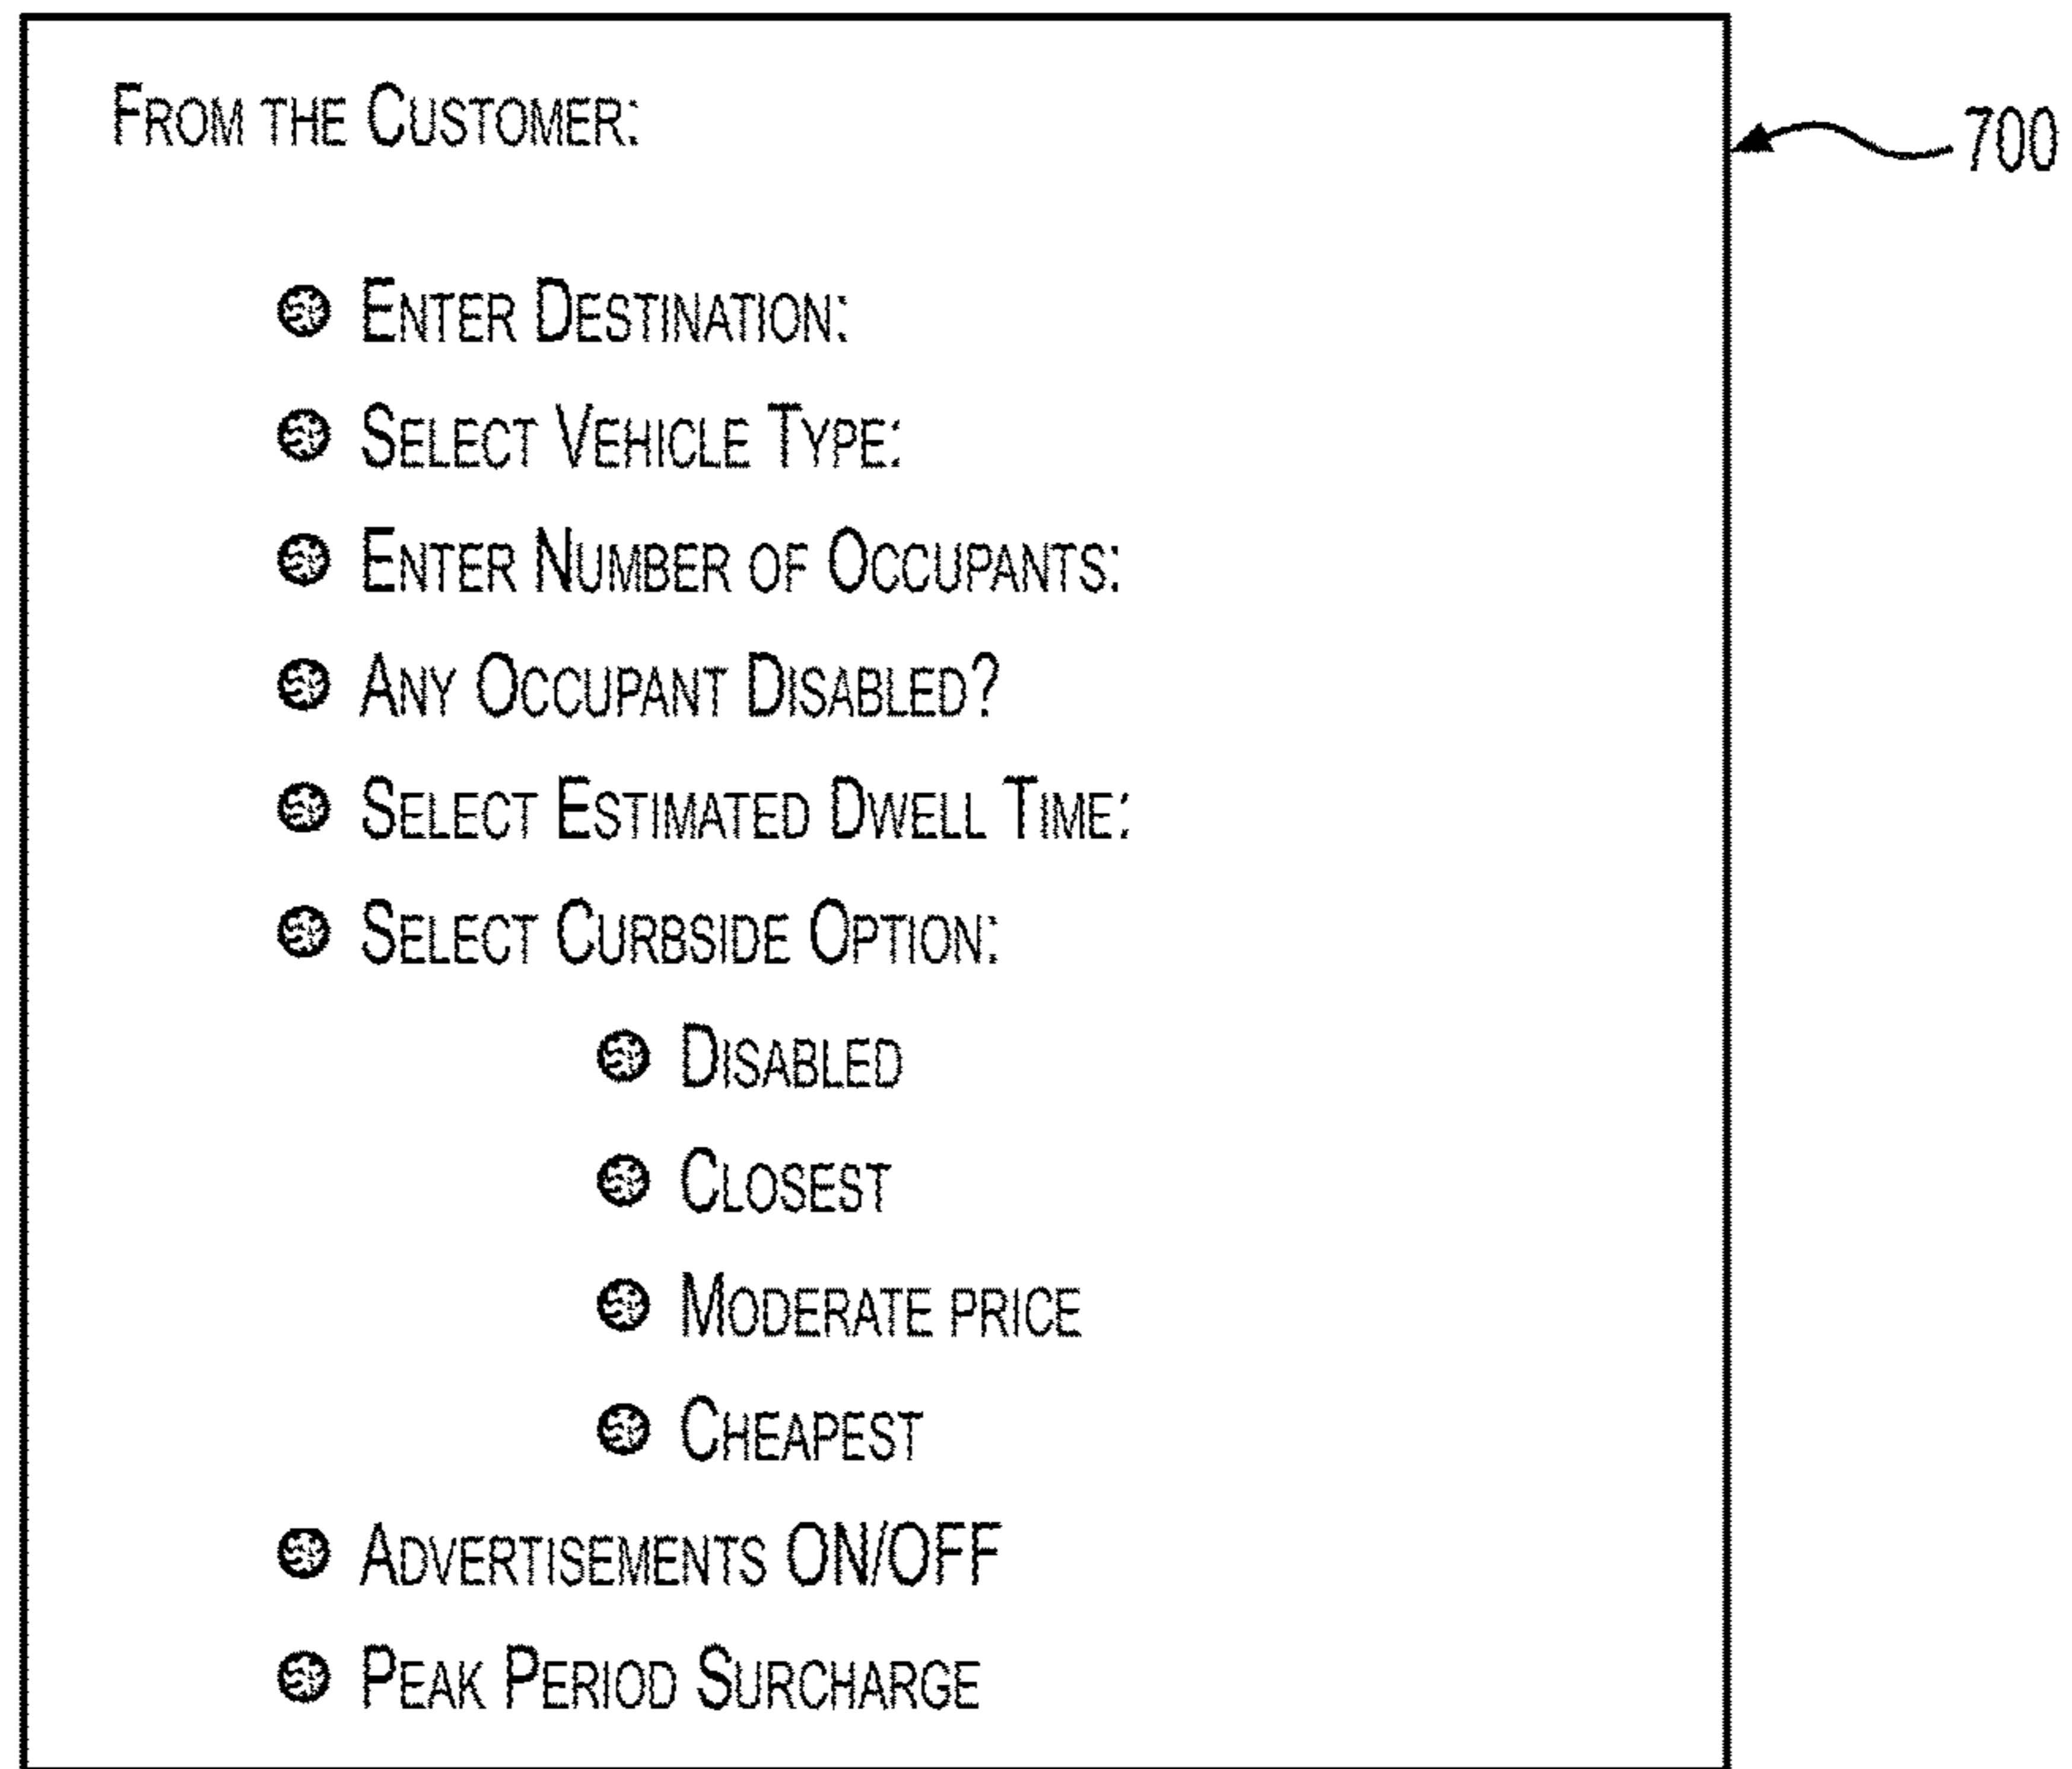 From the Customer:
700
Enter Destination:
Select Vehicle Type:
Enter Number of Occupants:
Any Occupant Disabled?
Select Estimated Dwell Time:
Select Curbside Option:
Disabled
Closest
Moderate price
Cheapest
Advertisements ON/OFF
Peak Period Surcharge